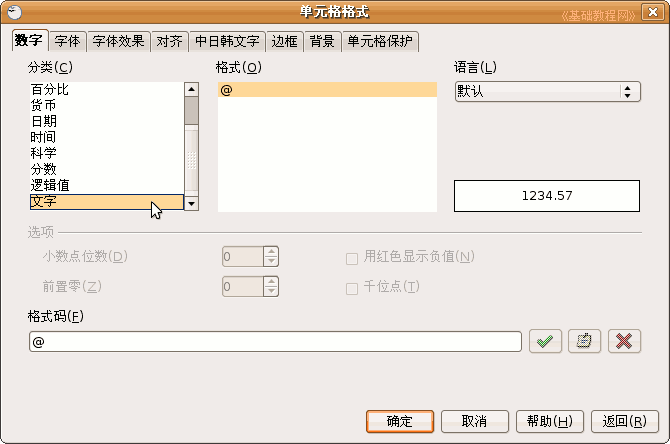 单元格格式
《基础教程网》
数字 字体 字体效果 对齐 中日韩文字 边框 背景 单元格保护
分类(C) 格式(O) 语言(L)
百分比 @ 默认
货币
日期
时间
科学
分数
逻辑值 1234.57
文字
选项
小数点位数(D) 0 用红色显示负值(N)
前置零(Z) 0 千位点(T)
格式码(F)
@
确定 取消 帮助(H) 返回(R)